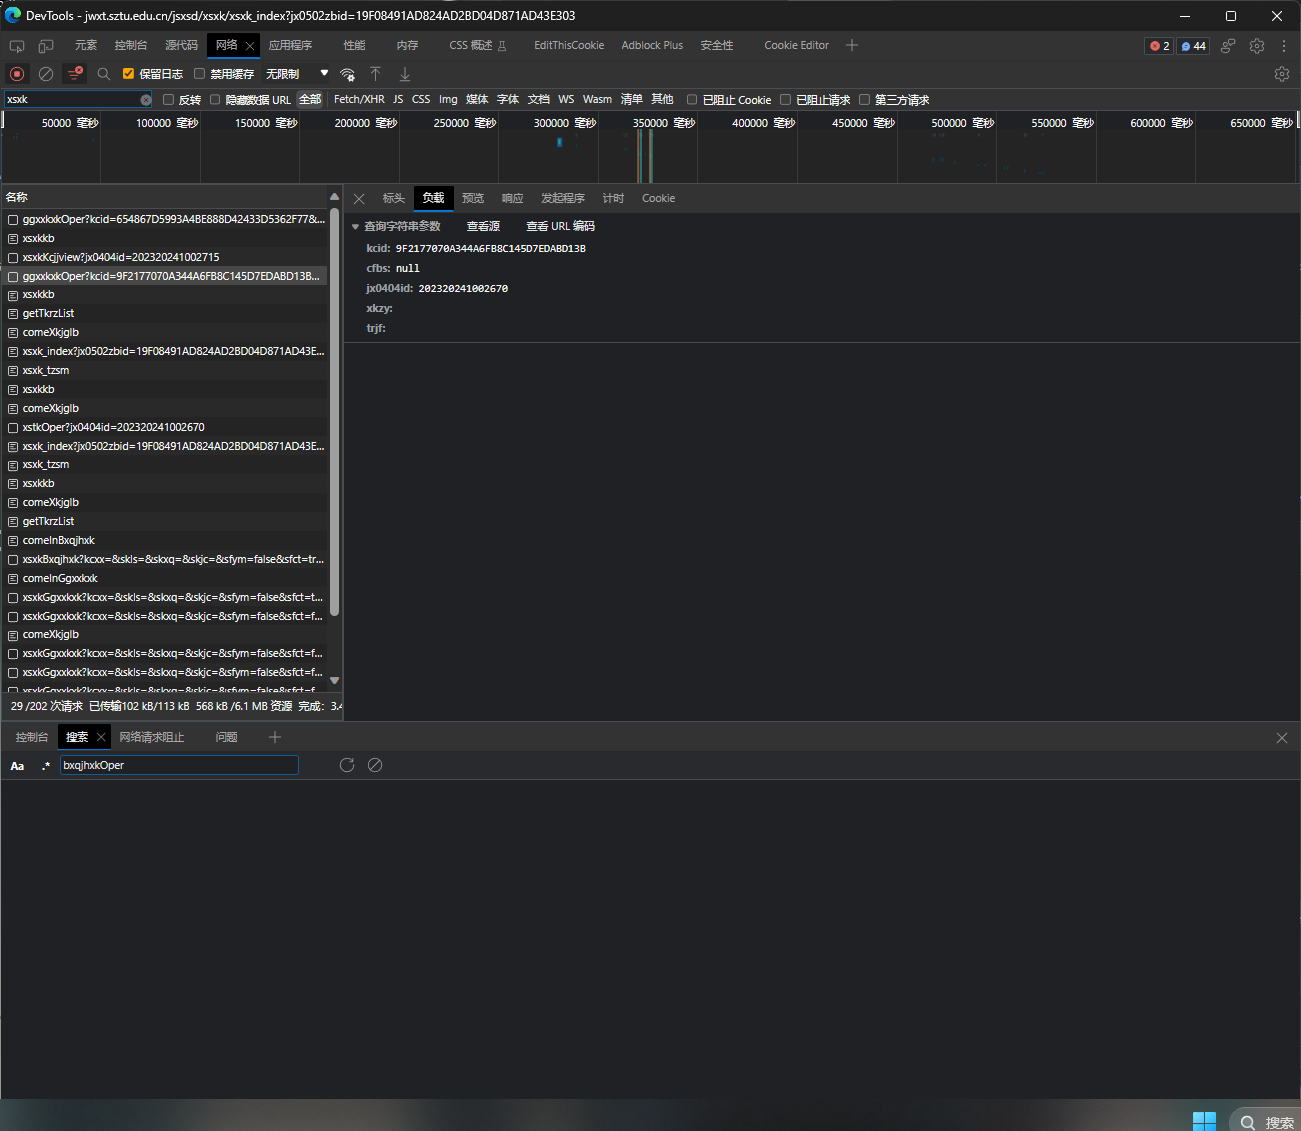 DevTools - jwxt.sztu.edu.cn/jsxsd/xsxk/xsxk_index?jx0502zbid=19F08491AD824AD2BD04D871AD43E303
元素 控制台 源代码 网络 应用程序 性能 内存 CSS 概述 EditThisCookie Adblock Plus 安全性 Cookie Editor 2 44
保留日志 禁用缓存 无限制
xsxk 反转 隐藏数据 URL 全部 Fetch/XHR JS CSS Img 媒体 字体 文档 WS Wasm 清单 其他 已阻止 Cookie 已阻止请求 第三方请求
50000 毫秒 100000 毫秒 150000 毫秒 200000 毫秒 250000 毫秒 300000 毫秒 350000 毫秒 400000 毫秒 450000 毫秒 500000 毫秒 550000 毫秒 600000 毫秒 650000 毫秒
名称
ggxxkxkOper?kcid=654867D5993A4BE888D42433D5362F77&...
xsxkkb
xsxkKcjjview?jx0404id=202320241002715
ggxxkxkOper?kcid=9F2177070A344A6FB8C145D7EDABD13B...
xsxkkb
getTkrzList
comeXkjglb
xsxk_index?jx0502zbid=19F08491AD824AD2BD04D871AD43E...
xsxk_tzsm
xsxkkb
comeXkjglb
xstkOper?jx0404id=202320241002670
xsxk_index?jx0502zbid=19F08491AD824AD2BD04D871AD43E...
xsxk_tzsm
xsxkkb
comeXkjglb
getTkrzList
comeInBxqjhxk
xsxkBxqjhxk?kcxx=&skls=&skxq=&skjc=&sfym=false&sfct=tr...
comeInGgxxkxk
xsxkGgxxkxk?kcxx=&skls=&skxq=&skjc=&sfym=false&sfct=t...
xsxkGgxxkxk?kcxx=&skls=&skxq=&skjc=&sfym=false&sfct=f...
comeXkjglb
xsxkGgxxkxk?kcxx=&skls=&skxq=&skjc=&sfym=false&sfct=f...
xsxkGgxxkxk?kcxx=&skls=&skxq=&skjc=&sfym=false&sfct=f...
xsxkGgxxkxk?kcxx=&skls=&skxq=&skjc=&sfym=false&sfct=f...
29 /202 次请求 已传输102 kB/113 kB 568 kB /6.1 MB 资源 完成: 3.4
标头 负载 预览 响应 发起程序 计时 Cookie
查询字符串参数 查看源 查看 URL 编码
kcid: 9F2177070A344A6FB8C145D7EDABD13B
cfbs: null
jx0404id: 202320241002670
xkzy:
trjf:
控制台 搜索 网络请求阻止 问题
Aa .* bxqjhxkOper
搜索